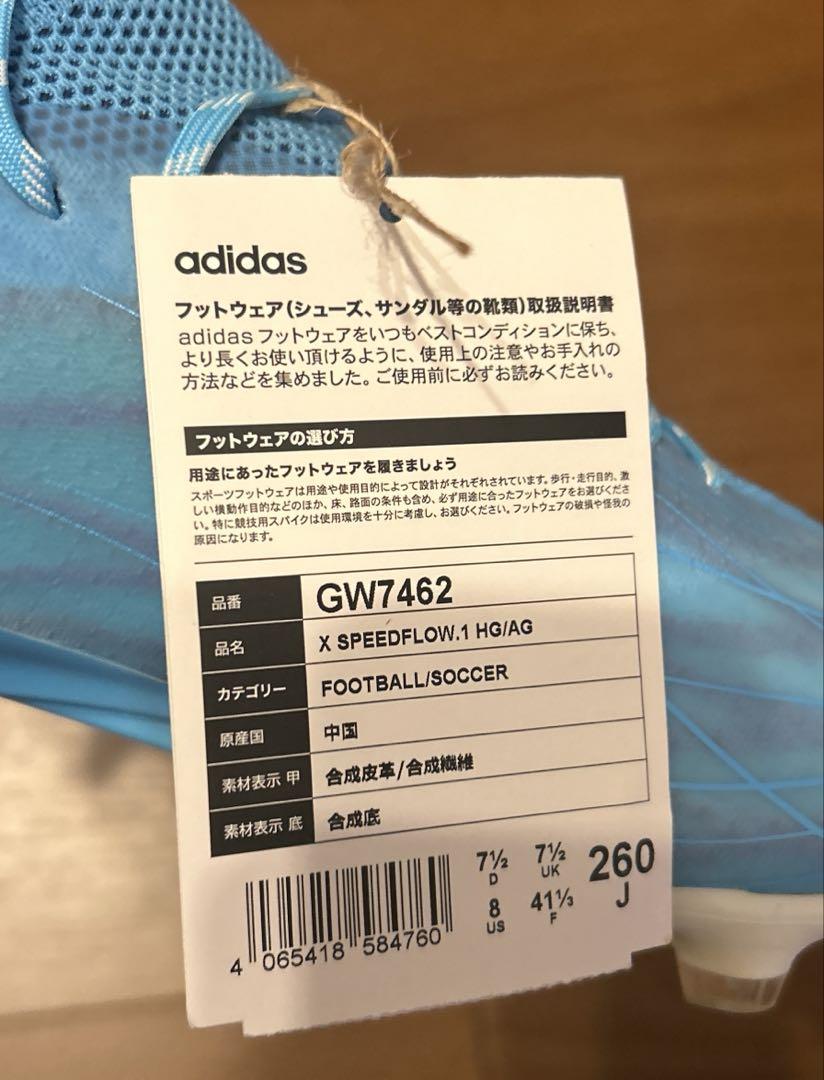 adidas
フットウェア(シューズ、サンダル等の靴類)取扱説明書
adidas フットウェアをいつもベストコンディションに保ち、
より長くお使い頂けるように、使用上の注意やお手入れの
方法などを集めました。ご使用前に必ずお読みください。
フットウェアの選び方
用途にあったフットウェアを履きましょう
スポーツフットウェアは用途や使用目的によって設計がそれぞれされています。歩行・走行目的、激
しい横動作目的などのほか、床、路面の条件も含め、必ず用途に合ったフットウェアをお選びくださ
い。特に競技用スパイクは使用環境を十分に考慮し、お選びください。フットウェアの破損や怪我の
原因になります。
品番 GW7462
品名 X SPEEDFLOW.1 HG/AG
カテゴリー FOOTBALL/SOCCER
原産国 中国
素材表示 甲 合成皮革/合成繊維
素材表示 底 合成底
7½ 7½ 260
D UK J
8 41⅓
US F
4 065418 584760